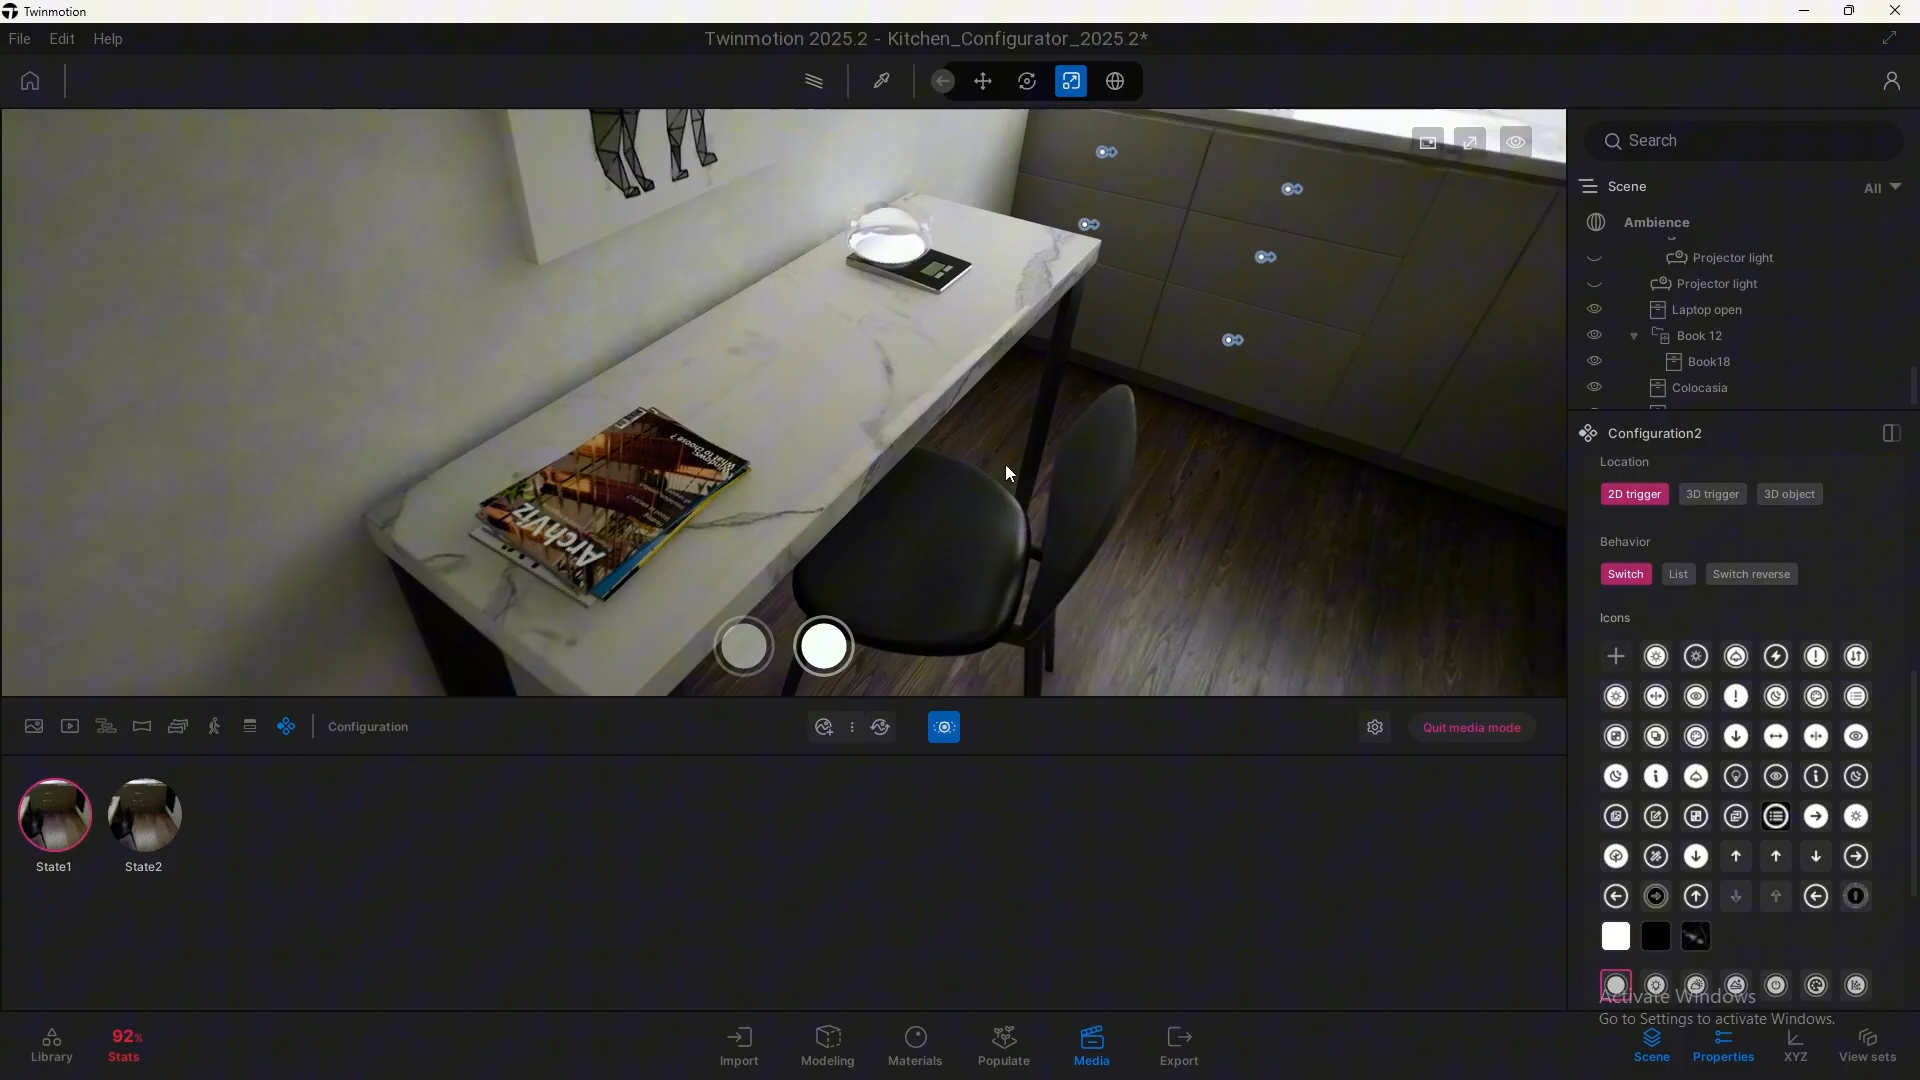 Twinmotion
File Edit Help
Twinmotion 2025.2 - Kitchen_Configurator_2025.2*
Search
Scene
All
Ambience
Projector light
Projector light
Laptop open
Book 12
Book18
Colocasia
Configuration2
Location
2D trigger
3D trigger
3D object
Behavior
Switch
List
Switch reverse
Icons
Archviz
Configuration
Quit media mode
State1
State2
Activate Windows
Go to Settings to activate Windows.
Library
92%
Stats
Import
Modeling
Materials
Populate
Media
Export
Scene
Properties
XYZ
View sets